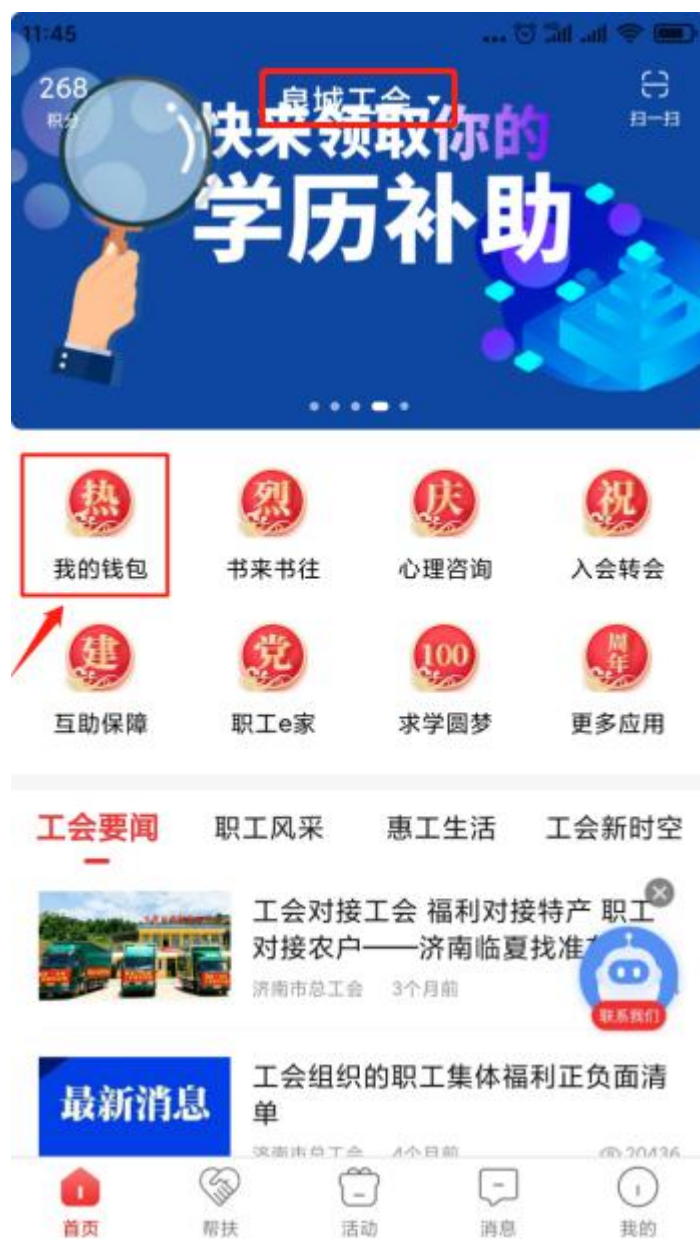 11:45
268
积分
泉城工会
扫一扫
快来领取你的
学历补助
热 烈 庆 祝
我的钱包 书来书往 心理咨询 入会转会
建 党 100 周年
互助保障 职工e家 求学圆梦 更多应用
工会要闻 职工风采 惠工生活 工会新时空
工会对接工会 福利对接特产 职工
对接农户——济南临夏找准
济南市总工会 3个月前
联系我们
最新消息
工会组织的职工集体福利正负面清
单
济南市总工会 4个月前 20436
首页 帮扶 活动 消息 我的